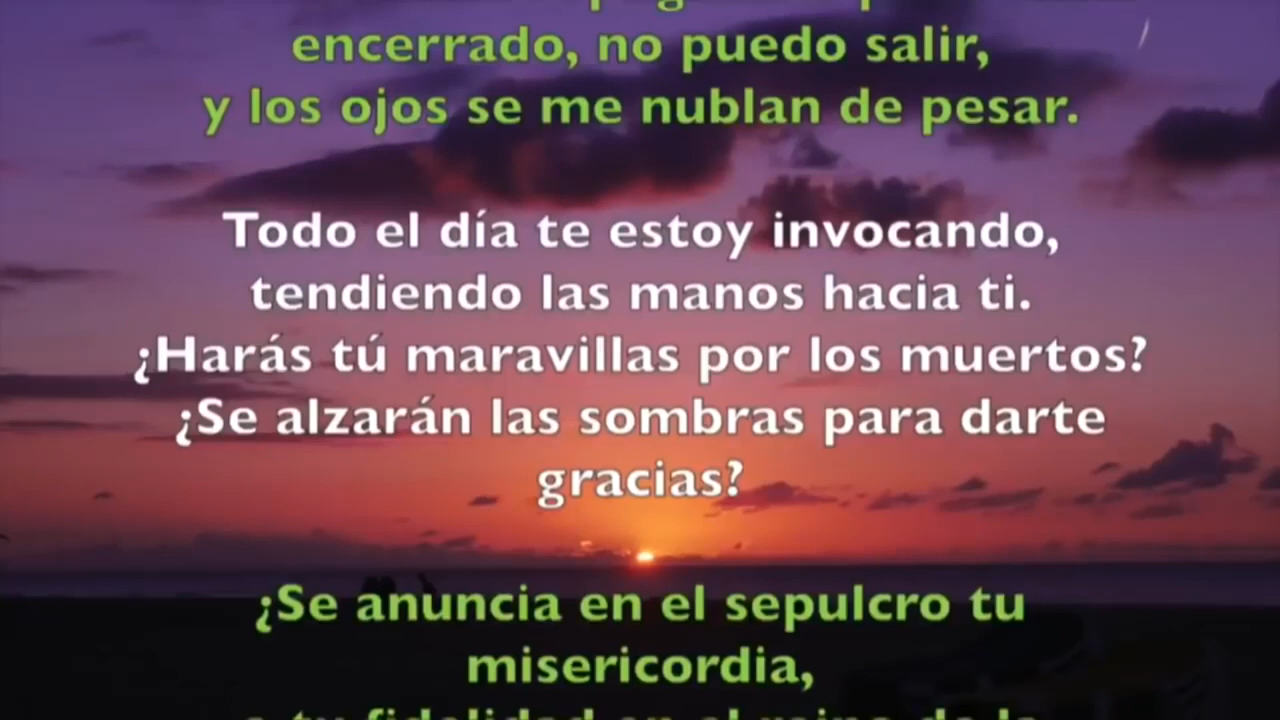 encerrado, no puedo salir,
y los ojos se me nublan de pesar.
Todo el día te estoy invocando,
tendiendo las manos hacia ti.
¿Harás tú maravillas por los muertos?
¿Se alzarán las sombras para darte
gracias?
¿Se anuncia en el sepulcro tu
misericordia,